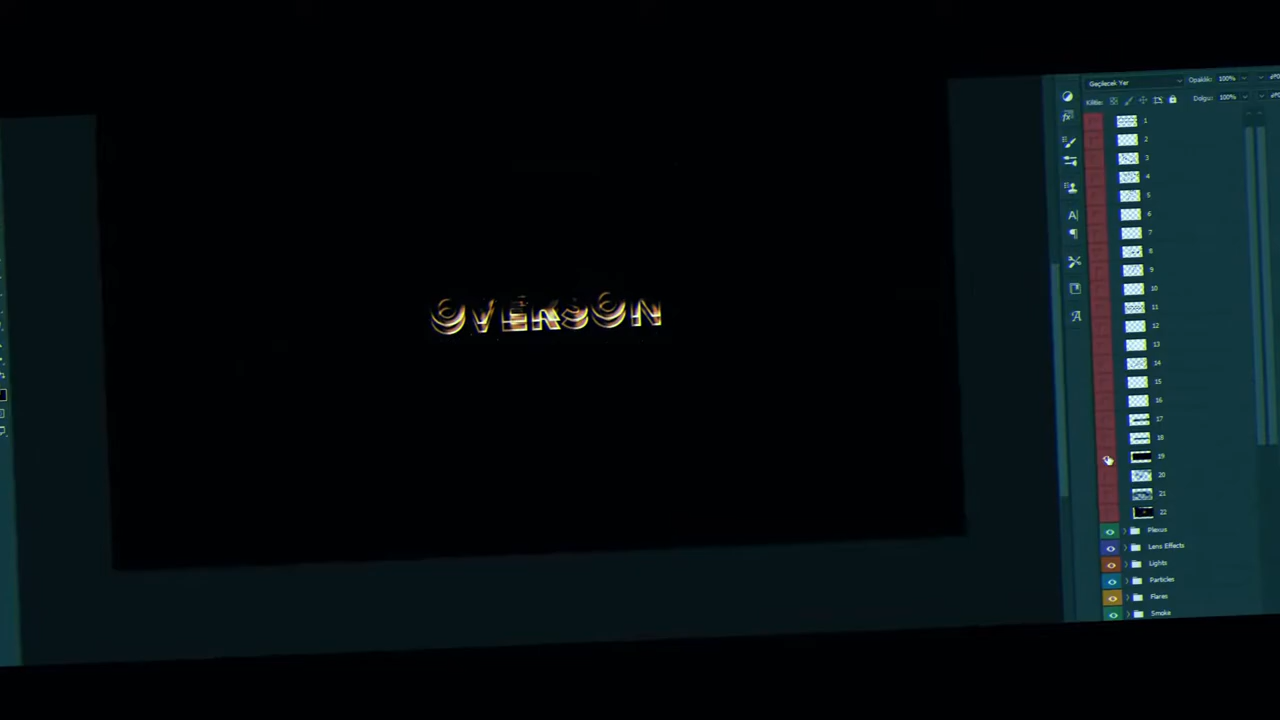 Geçilecek Yer Opaklık: 100%
Kilitle: Dolgu: 100%
1
2
3
4
5
6
7
8
9
10
11
12
13
14
15
16
17
18
19
20
21
22
Plexus
Lens Effects
Lights
Particles
Flares
Smoke
OVERSON